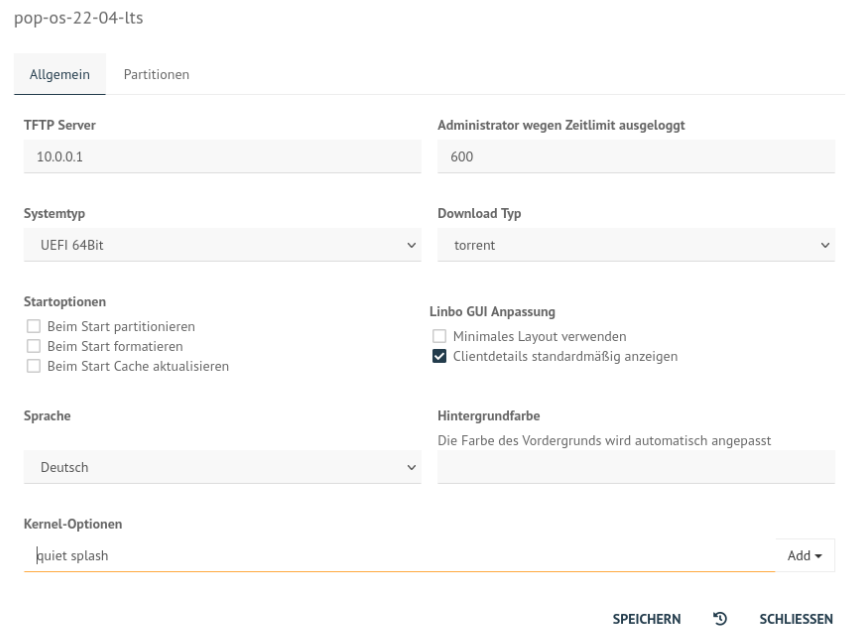 pop-os-22-04-lts
Allgemein Partitionen
TFTP Server
10.0.0.1
Administrator wegen Zeitlimit ausgeloggt
600
Systemtyp
UEFI 64Bit
Download Typ
torrent
Startoptionen
Beim Start partitionieren
Beim Start formatieren
Beim Start Cache aktualisieren
Linbo GUI Anpassung
Minimales Layout verwenden
Clientdetails standardmäßig anzeigen
Sprache
Deutsch
Hintergrundfarbe
Die Farbe des Vordergrunds wird automatisch angepasst
Kernel-Optionen
quiet splash
Add
SPEICHERN SCHLIESSEN